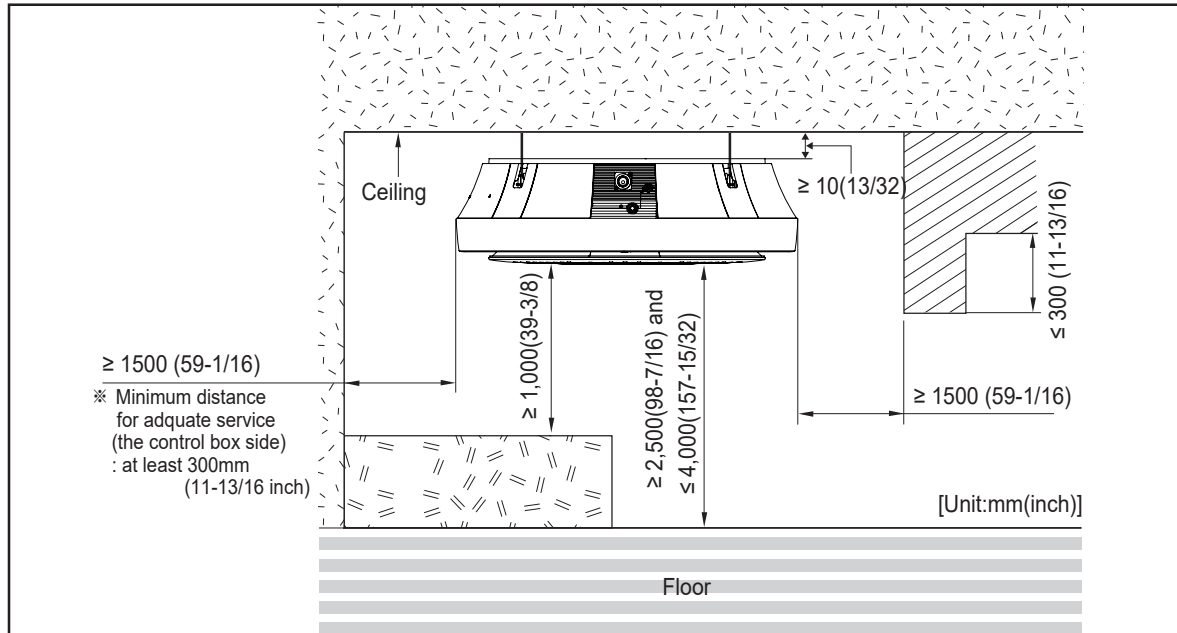 Ceiling
≥ 10(13/32)
≤ 300 (11-13/16)
≥ 1,000(39-3/8)
≥ 2,500(98-7/16) and
≤ 4,000(157-15/32)
≥ 1500 (59-1/16)
※ Minimum distance
for adquate service
(the control box side)
: at least 300mm
(11-13/16 inch)
≥ 1500 (59-1/16)
[Unit:mm(inch)]
Floor